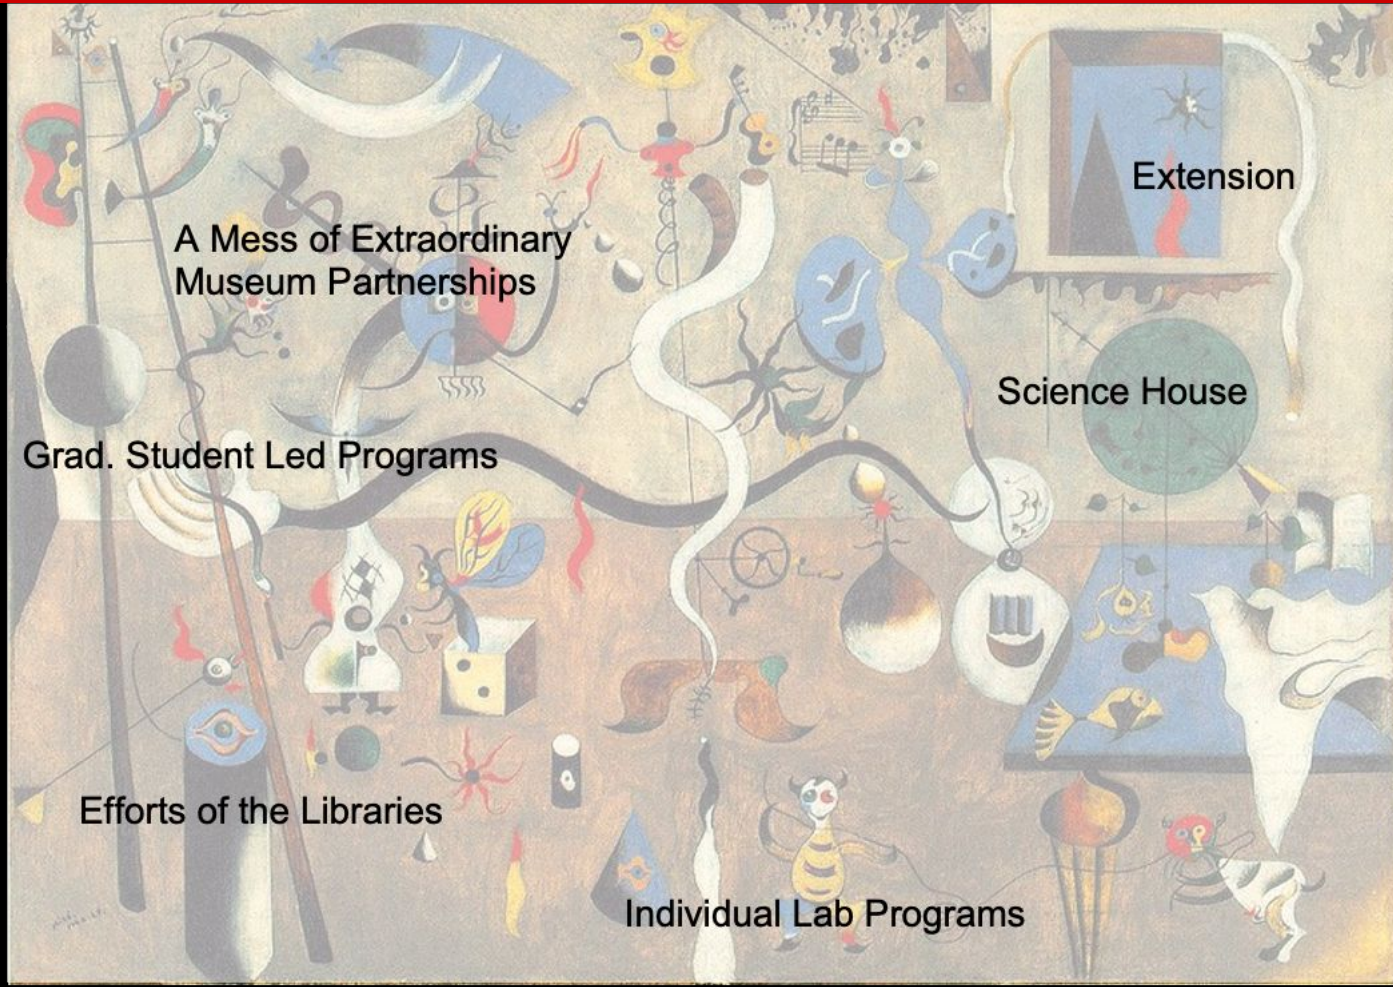 Extension
A Mess of Extraordinary
Museum Partnerships
Science House
Grad. Student Led Programs
Efforts of the Libraries
Individual Lab Programs